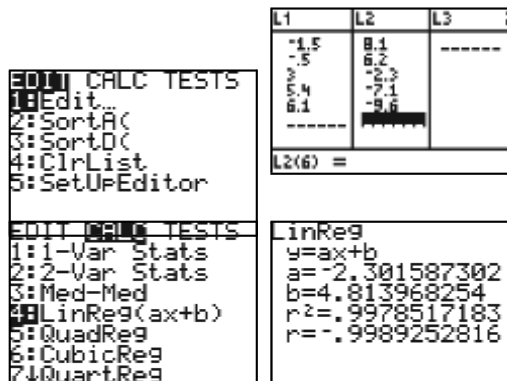 L1 L2 L3
-1.5 8.1 ------
-.5 6.2
3 -2.3
5.4 -7.1
6.1 -9.6
------
L2(6) =
EDIT CALC TESTS
1:Edit…
2:SortA(
3:SortD(
4:ClrList
5:SetUpEditor
EDIT CALC TESTS
1:1-Var Stats
2:2-Var Stats
3:Med-Med
4:LinReg(ax+b)
5:QuadReg
6:CubicReg
7↓QuartReg
LinReg
y=ax+b
a=-2.301587302
b=4.813968254
r²=.9978517183
r=-.9989252816